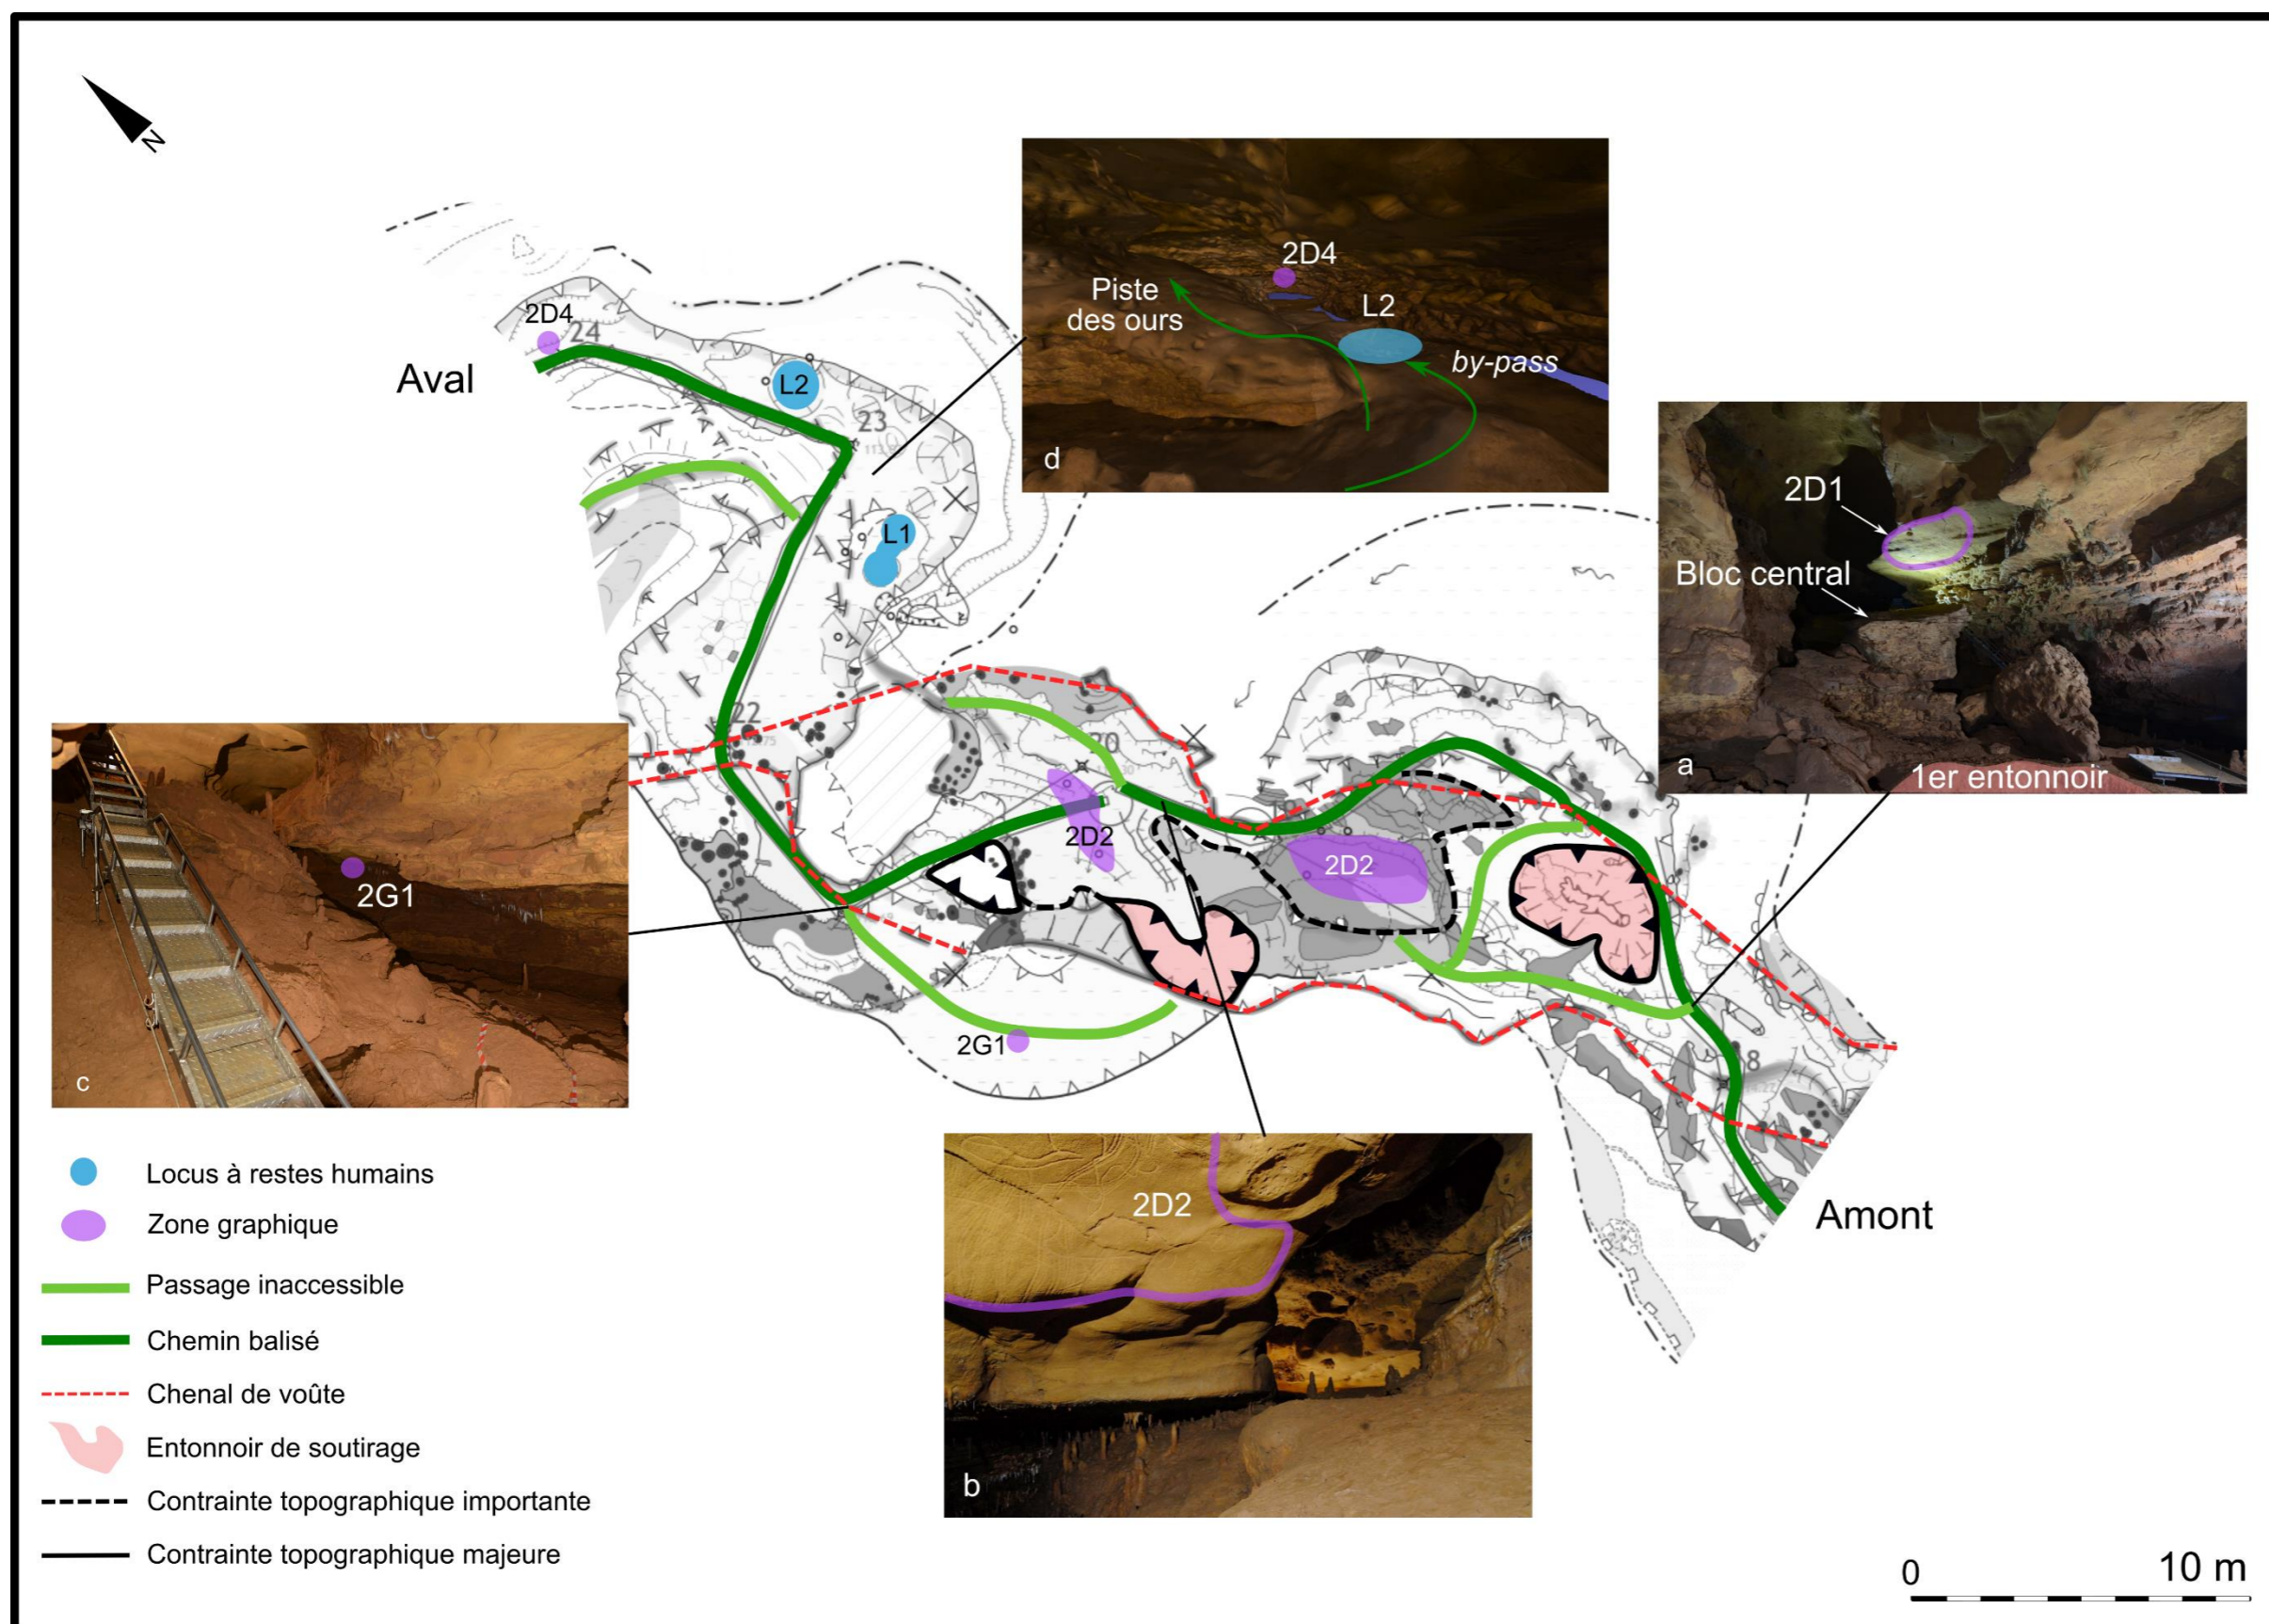 N
2D4
24
Aval
L2
23
L1
22
20
2D2
2D2
2G1
8
Amont
2D4
Piste
des ours
L2
by-pass
d
2D1
Bloc central
1er entonnoir
a
2G1
c
2D2
b
Locus à restes humains
Zone graphique
Passage inaccessible
Chemin balisé
Chenal de voûte
Entonnoir de soutirage
Contrainte topographique importante
Contrainte topographique majeure
0
10 m